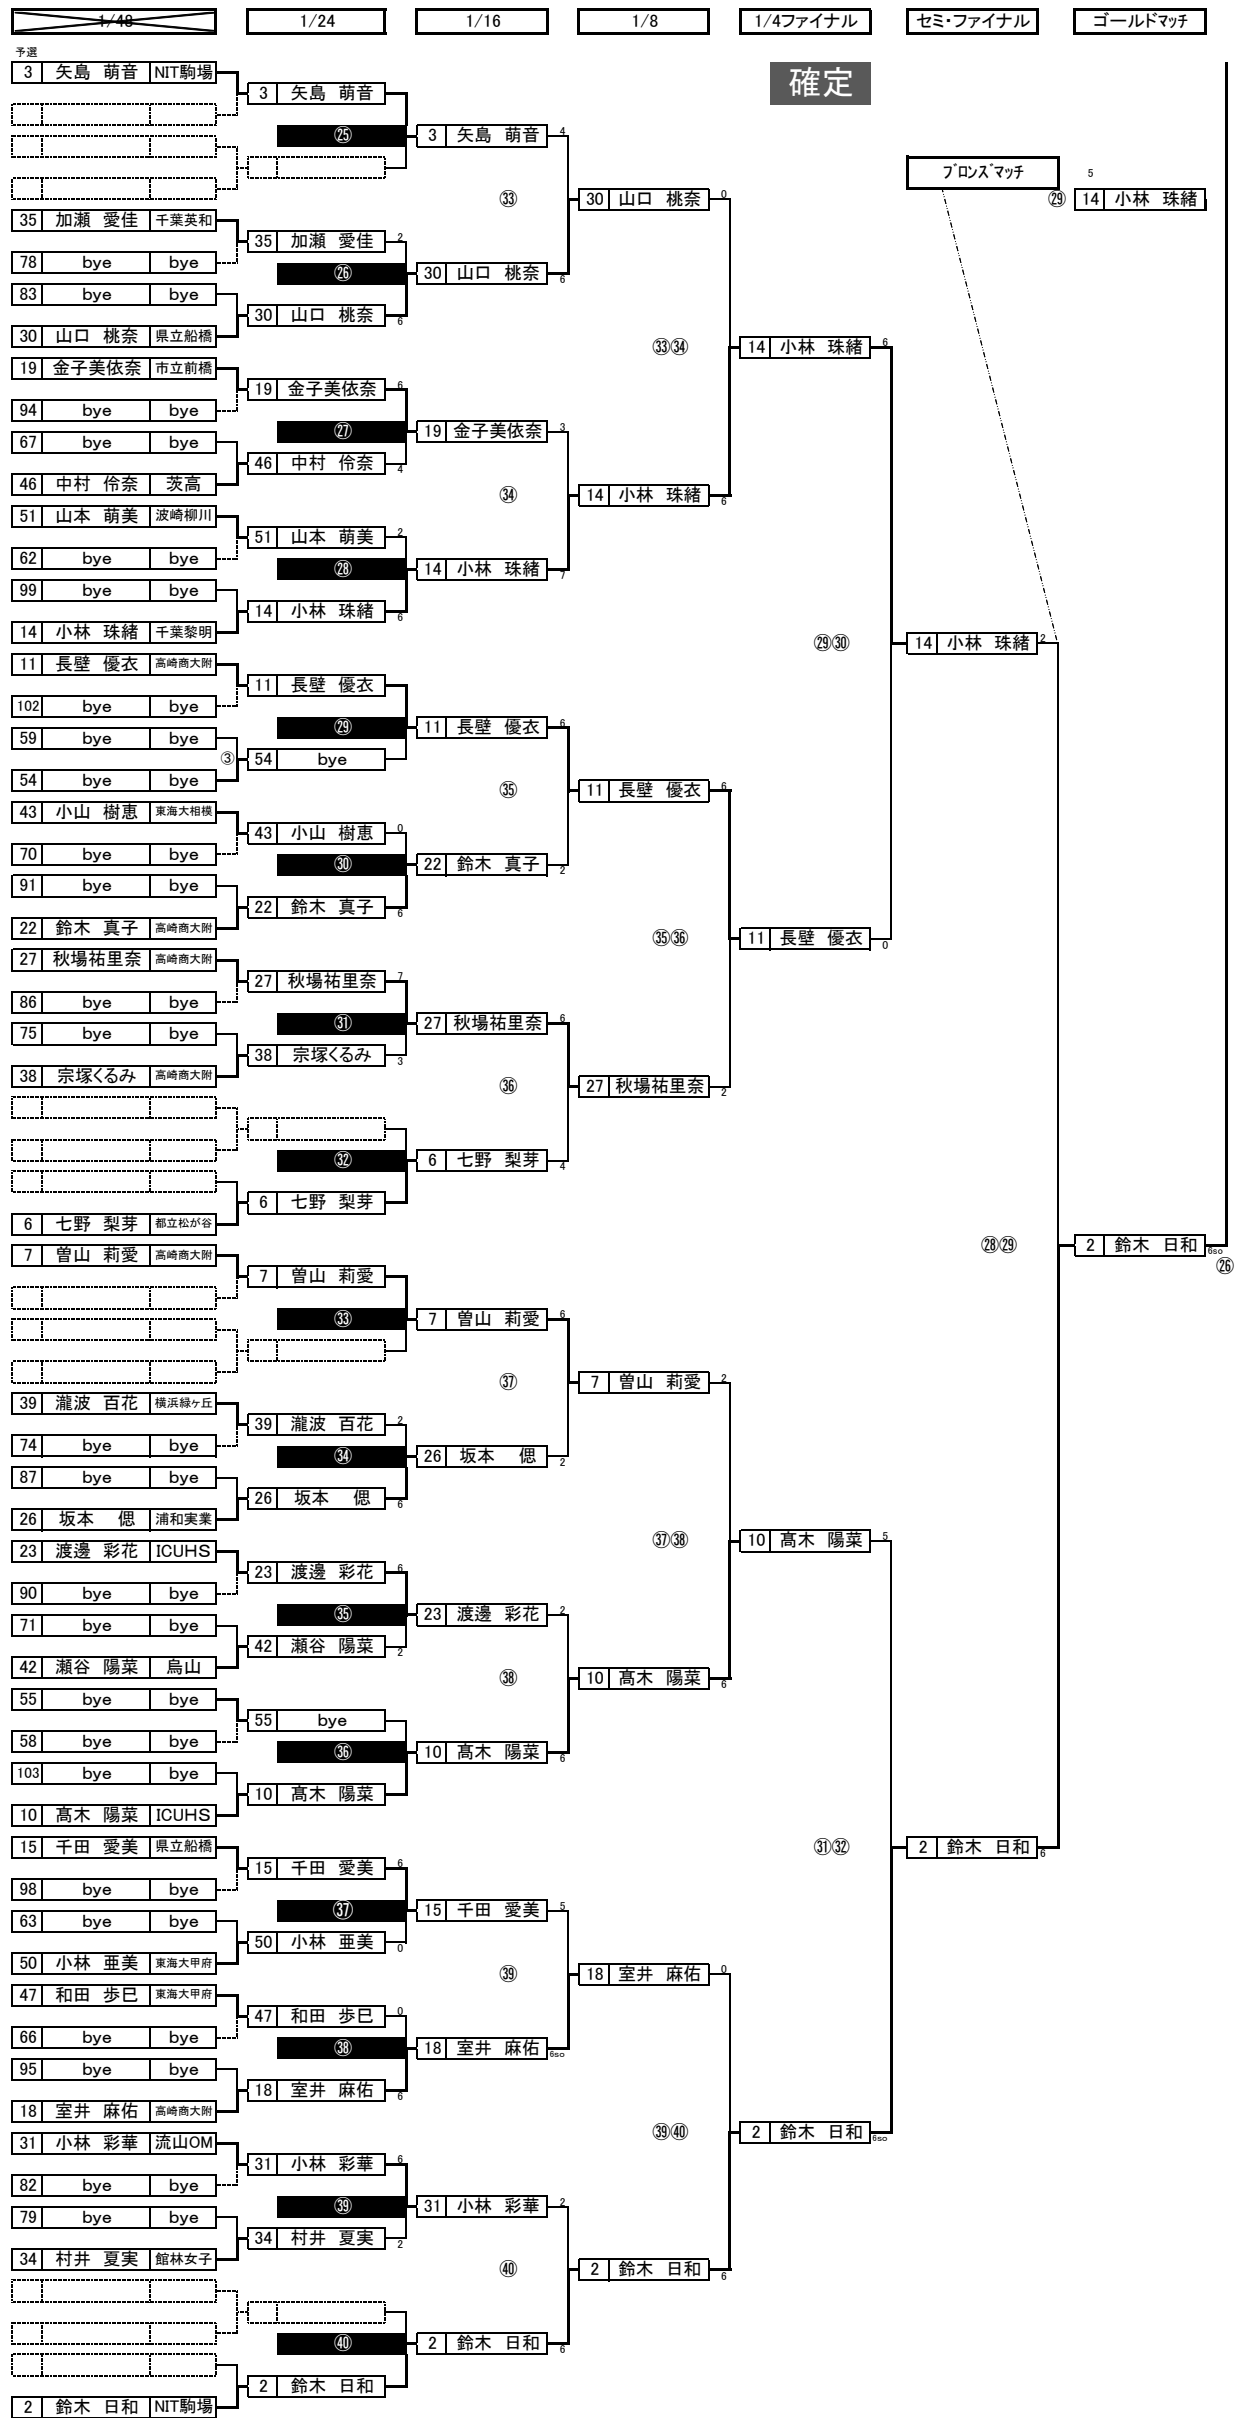 1/48 1/24 1/16 1/8 1/4ファイナル セミ・ファイナル ゴールドマッチ
予選
3 矢島 萌音 NIT駒場
確定
3 矢島 萌音
㉕ 3 矢島 萌音 4
ブロンズマッチ 5
㉝ 30 山口 桃奈 0 ㉙ 14 小林 珠緒
35 加瀬 愛佳 千葉英和
35 加瀬 愛佳 2
78 bye bye
㉖ 30 山口 桃奈 6
83 bye bye
30 山口 桃奈 6
30 山口 桃奈 県立船橋
㉝㉞ 14 小林 珠緒 6
19 金子美依奈 市立前橋
19 金子美依奈 6
94 bye bye
㉗ 19 金子美依奈 3
67 bye bye
46 中村 伶奈 4
46 中村 伶奈 茨高
㉞ 14 小林 珠緒 6
51 山本 萌美 波崎柳川
51 山本 萌美 2
62 bye bye
㉘ 14 小林 珠緒 7
99 bye bye
14 小林 珠緒 6
14 小林 珠緒 千葉黎明
㉙㉚ 14 小林 珠緒 2
11 長壁 優衣 高崎商大附
11 長壁 優衣
102 bye bye
㉙ 11 長壁 優衣 6
59 bye bye
③ 54 bye
54 bye bye
㉟ 11 長壁 優衣 6
43 小山 樹恵 東海大相模
43 小山 樹恵 0
70 bye bye
㉚ 22 鈴木 真子 2
91 bye bye
22 鈴木 真子 6
22 鈴木 真子 高崎商大附
㉟㊱ 11 長壁 優衣 0
27 秋場祐里奈 高崎商大附
27 秋場祐里奈 7
86 bye bye
㉛ 27 秋場祐里奈 6
75 bye bye
38 宗塚くるみ 3
38 宗塚くるみ 高崎商大附
㊱ 27 秋場祐里奈 2
㉜ 6 七野 梨芽 4
6 七野 梨芽
6 七野 梨芽 都立松が谷
㉘㉙ 2 鈴木 日和 6so
㉖
7 曽山 莉愛 高崎商大附
7 曽山 莉愛
㉝ 7 曽山 莉愛 6
㊲ 7 曽山 莉愛 2
39 瀧波 百花 横浜緑ヶ丘
39 瀧波 百花 2
74 bye bye
㉞ 26 坂本 偲 2
87 bye bye
26 坂本 偲 6
26 坂本 偲 浦和実業
㊲㊳ 10 髙木 陽菜 5
23 渡邊 彩花 ICUHS
23 渡邊 彩花 6
90 bye bye
㉟ 23 渡邊 彩花 2
71 bye bye
42 瀬谷 陽菜 2
42 瀬谷 陽菜 烏山
㊳ 10 髙木 陽菜 6
55 bye bye
55 bye
58 bye bye
㊱ 10 髙木 陽菜 6
103 bye bye
10 髙木 陽菜
10 髙木 陽菜 ICUHS
㉛㉜ 2 鈴木 日和 6
15 千田 愛美 県立船橋
15 千田 愛美 6
98 bye bye
㊲ 15 千田 愛美 5
63 bye bye
50 小林 亜美 0
50 小林 亜美 東海大甲府
㊴ 18 室井 麻佑 0
47 和田 歩巳 東海大甲府
47 和田 歩巳 0
66 bye bye
㊳ 18 室井 麻佑 6so
95 bye bye
18 室井 麻佑 6
18 室井 麻佑 高崎商大附
㊴㊵ 2 鈴木 日和 6so
31 小林 彩華 流山OM
31 小林 彩華 6
82 bye bye
㊴ 31 小林 彩華 2
79 bye bye
34 村井 夏実 2
34 村井 夏実 館林女子
㊵ 2 鈴木 日和 6
㊵ 2 鈴木 日和 6
2 鈴木 日和
2 鈴木 日和 NIT駒場